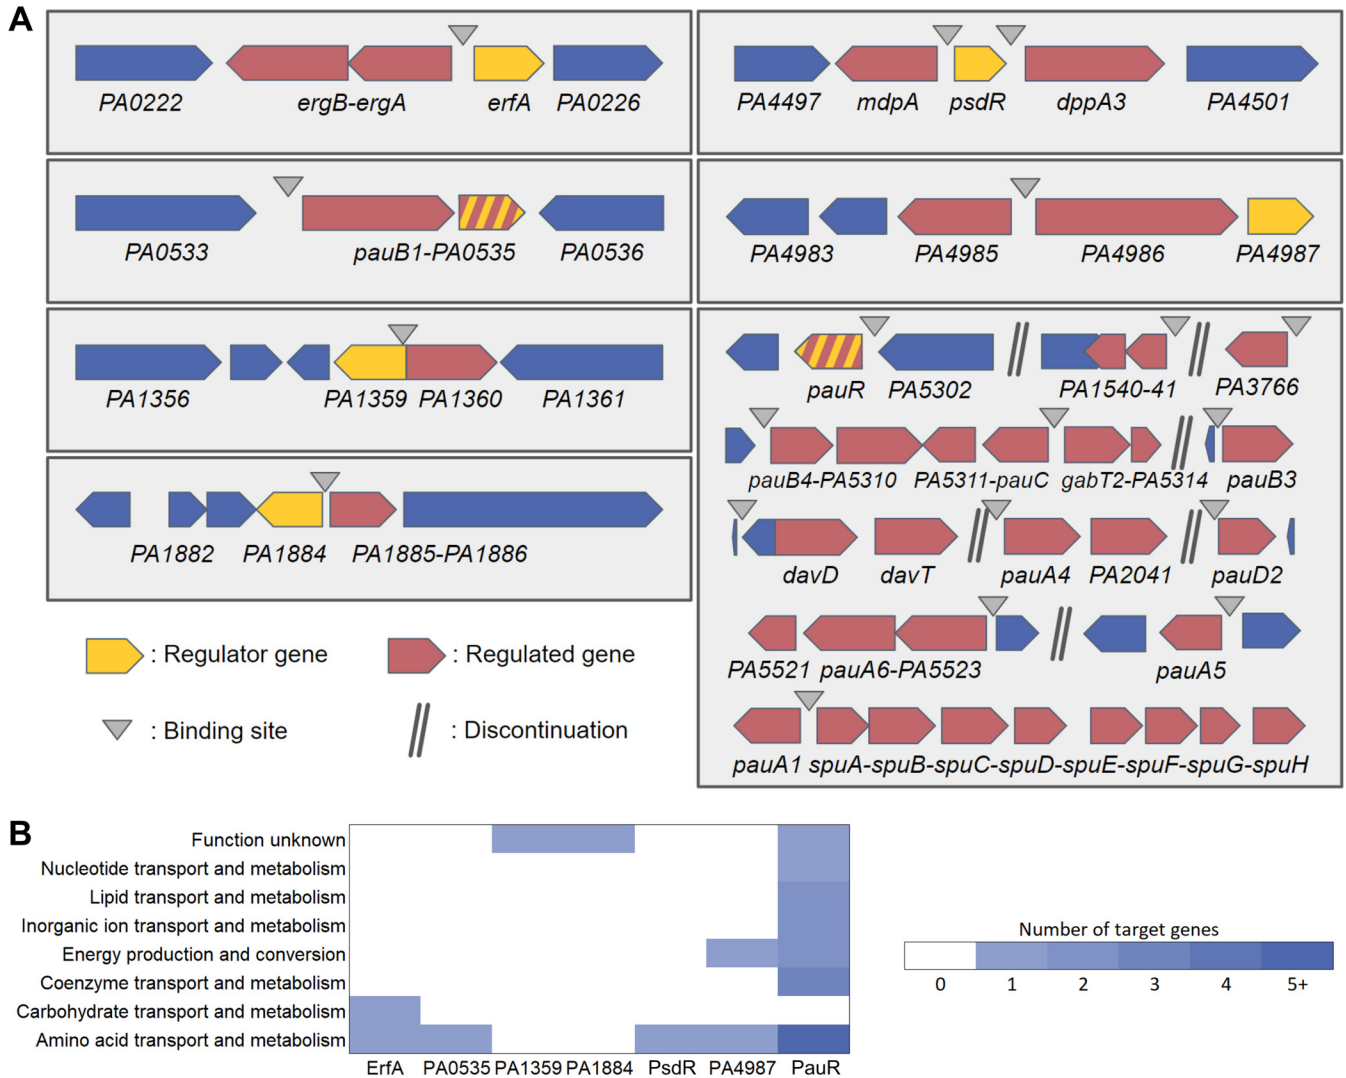 A
PA0222 ergB-ergA erfA PA0226
PA4497 mdpA psdR dppA3 PA4501
PA0533 pauB1-PA0535 PA0536
PA4983 PA4985 PA4986 PA4987
PA1356 PA1359 PA1360 PA1361
PA1882 PA1884 PA1885-PA1886
pauR PA5302 PA1540-41 PA3766
pauB4-PA5310 PA5311-pauC gabT2-PA5314 pauB3
davD davT pauA4 PA2041 pauD2
PA5521 pauA6-PA5523 pauA5
pauA1 spuA-spuB-spuC-spuD-spuE-spuF-spuG-spuH
: Regulator gene : Regulated gene
: Binding site : Discontinuation
B
Function unknown
Nucleotide transport and metabolism
Lipid transport and metabolism
Inorganic ion transport and metabolism
Energy production and conversion
Coenzyme transport and metabolism
Carbohydrate transport and metabolism
Amino acid transport and metabolism
ErfA PA0535 PA1359 PA1884 PsdR PA4987 PauR
Number of target genes
0 1 2 3 4 5+